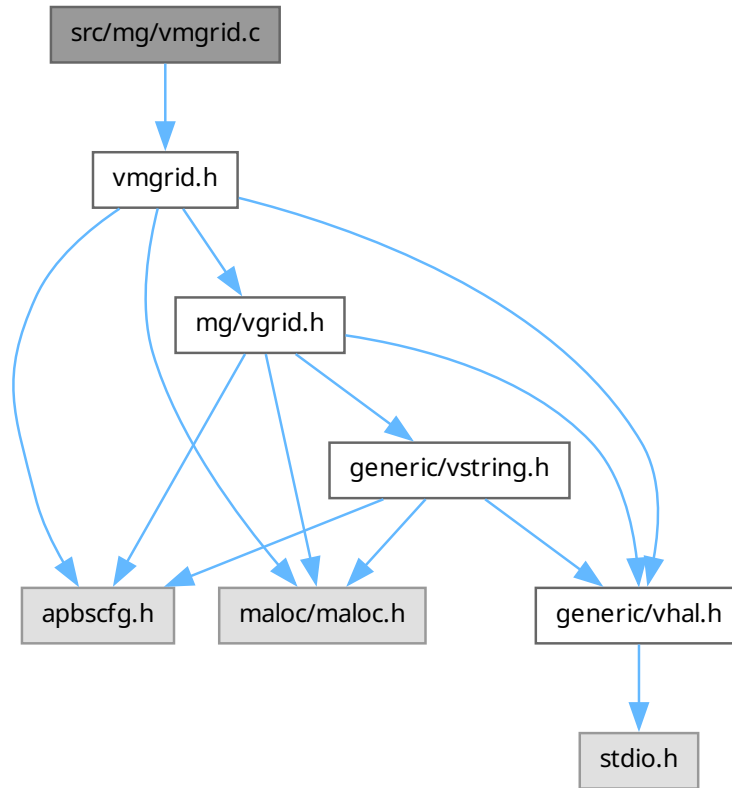 src/mg/vmgrid.c
vmgrid.h
mg/vgrid.h
generic/vstring.h
apbscfg.h
maloc/maloc.h
generic/vhal.h
stdio.h